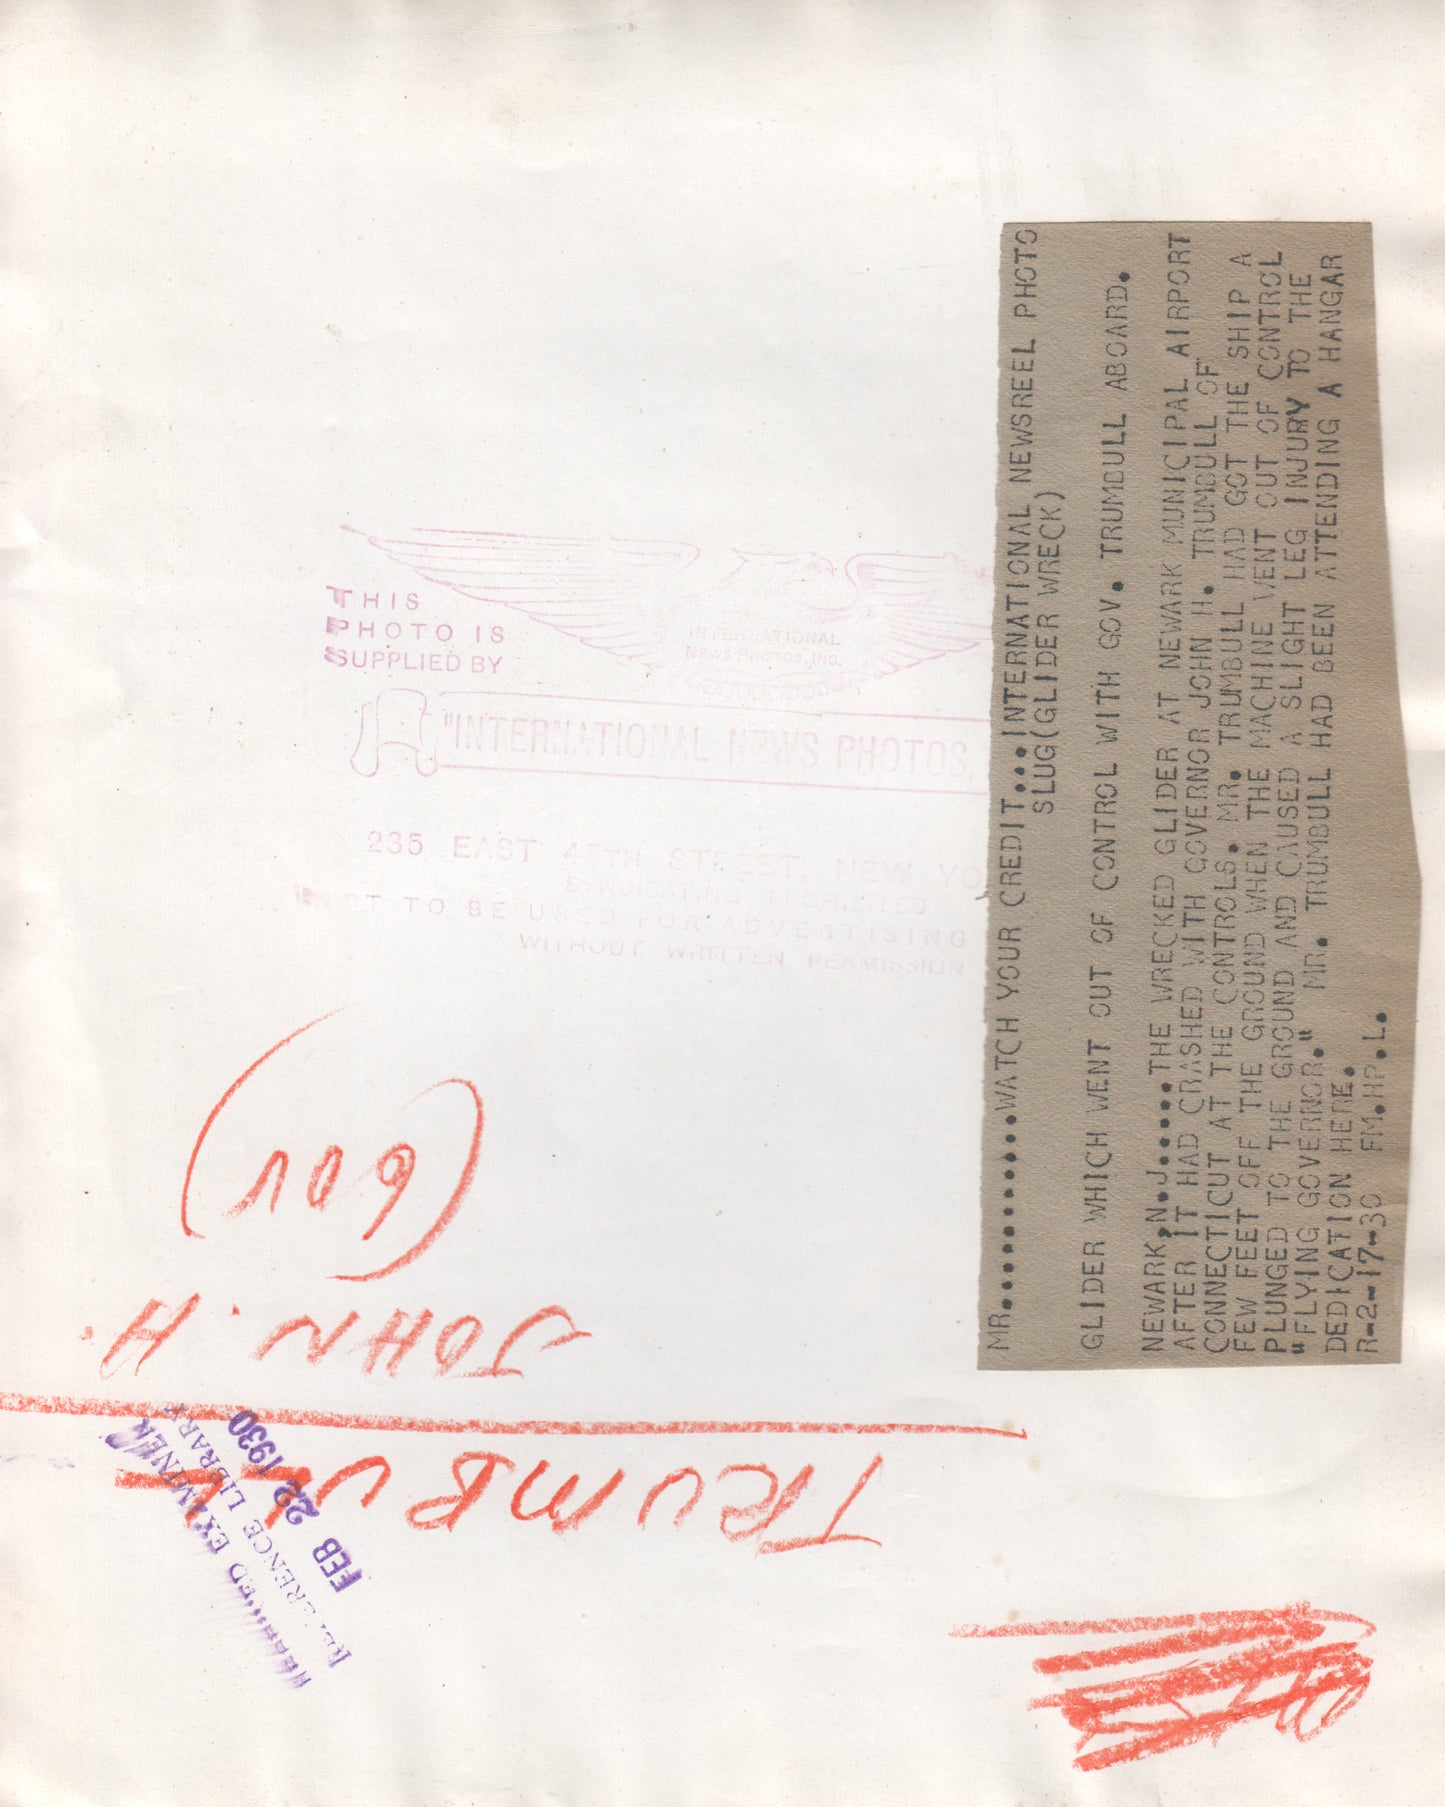 THIS
PHOTO IS
SUPPLIED BY
INTERNATIONAL
NEWS PHOTOS, INC.
"INTERNATIONAL NEWS PHOTOS,
235 EAST 45TH STREET, NEW YO
SYNDICATING PROHIBITED
NOT TO BE USED FOR ADVERTISING
WITHOUT WRITTEN PERMISSION
MR..............WATCH YOUR CREDIT...INTERNATIONAL NEWSREEL PHOTO
SLUG(GLIDER WRECK)
GLIDER WHICH WENT OUT OF CONTROL WITH GOV. TRUMBULL ABOARD.
NEWARK,N.J.....THE WRECKED GLIDER AT NEWARK MUNICIPAL AIRPORT
AFTER IT HAD CRASHED WITH GOVERNOR JOHN H. TRUMBULL OF
CONNECTICUT AT THE CONTROLS. MR. TRUMBULL HAD GOT THE SHIP A
FEW FEET OFF THE GROUND WHEN THE MACHINE WENT OUT OF CONTROL
PLUNGED TO THE GROUND AND CAUSED A SLIGHT LEG INJURY TO THE
"FLYING GOVERNOR." MR. TRUMBULL HAD BEEN ATTENDING A HANGAR
DEDICATION HERE.
R-2-17-30 FM.HP.L.
TRUMBULL
JOHN H.
(GOV)
EXAMINER
REFERENCE LIBRARY
FEB 22 1930